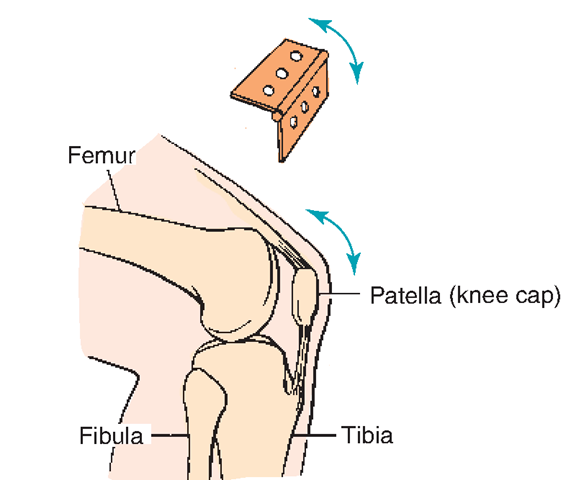 Femur
Patella (knee cap)
Fibula
Tibia